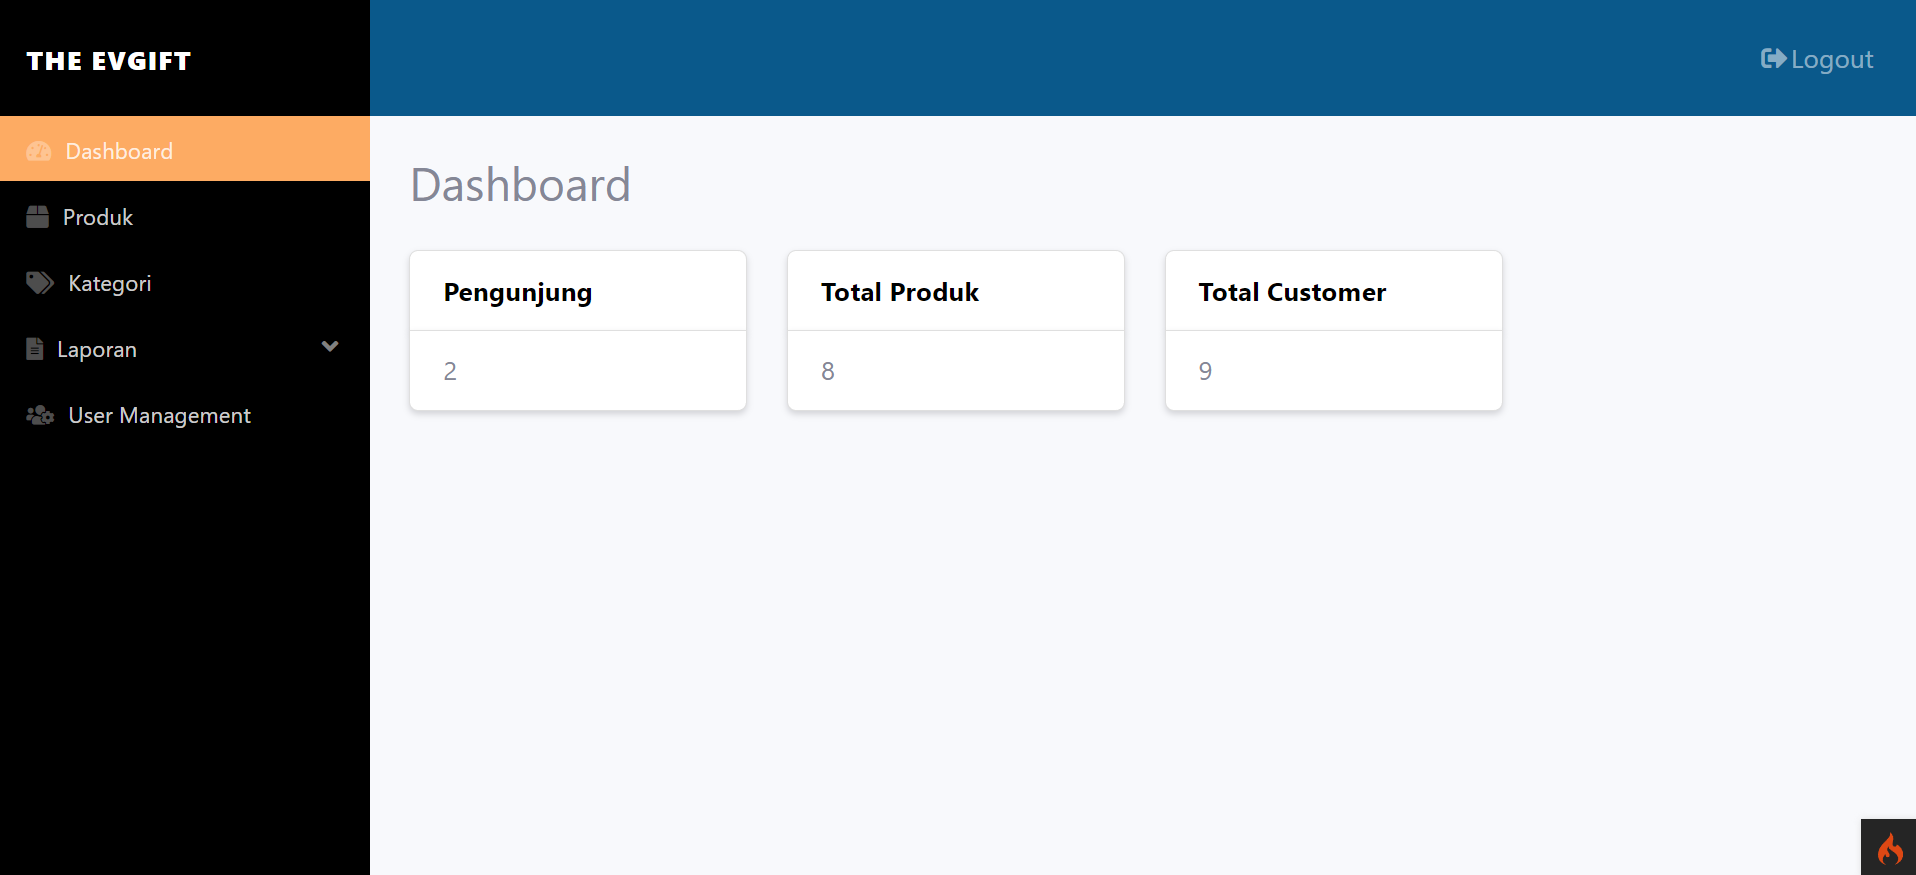 THE EVGIFT
Logout
Dashboard
Produk
Kategori
Laporan
User Management
Dashboard
Pengunjung
2
Total Produk
8
Total Customer
9